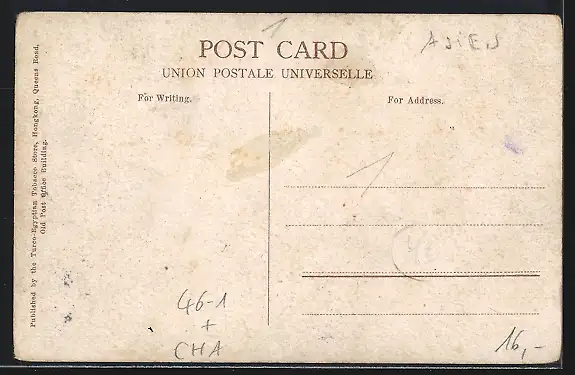 1
POST CARD
ASiEN
UNION POSTALE UNIVERSELLE
For Writing.
For Address.
Published by the Turco-Egyptian Tobacco Store, Hongkong, Queens Road,
Old Post Office Building.
1
46-1
+
CHA
16,-